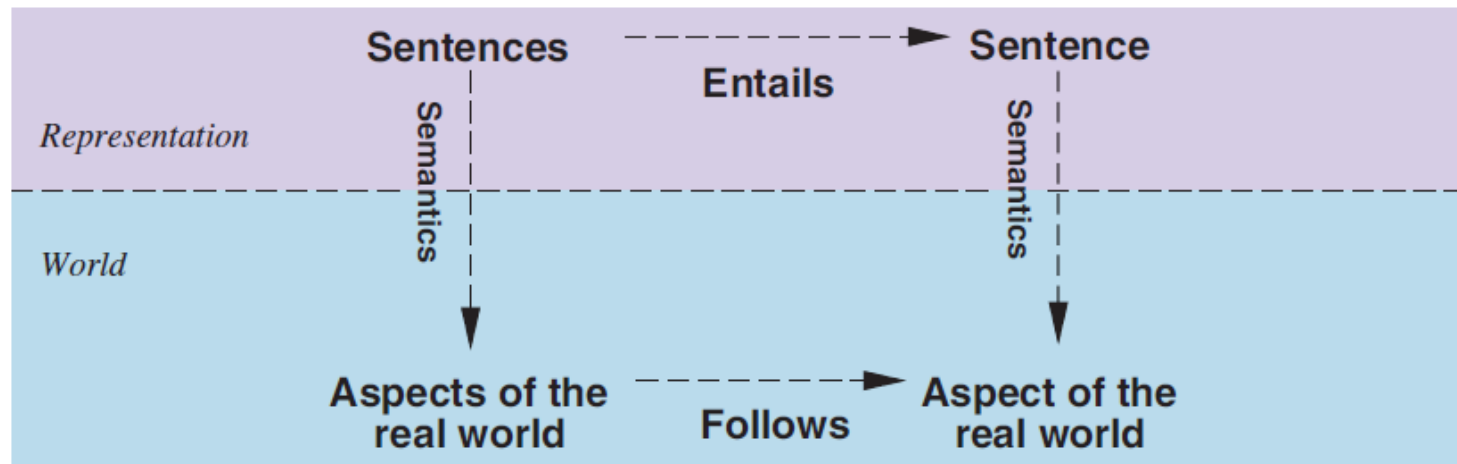 Sentences
Sentence
Entails
Representation
Semantics
Semantics
World
Aspects of the
real world
Follows
Aspect of the
real world